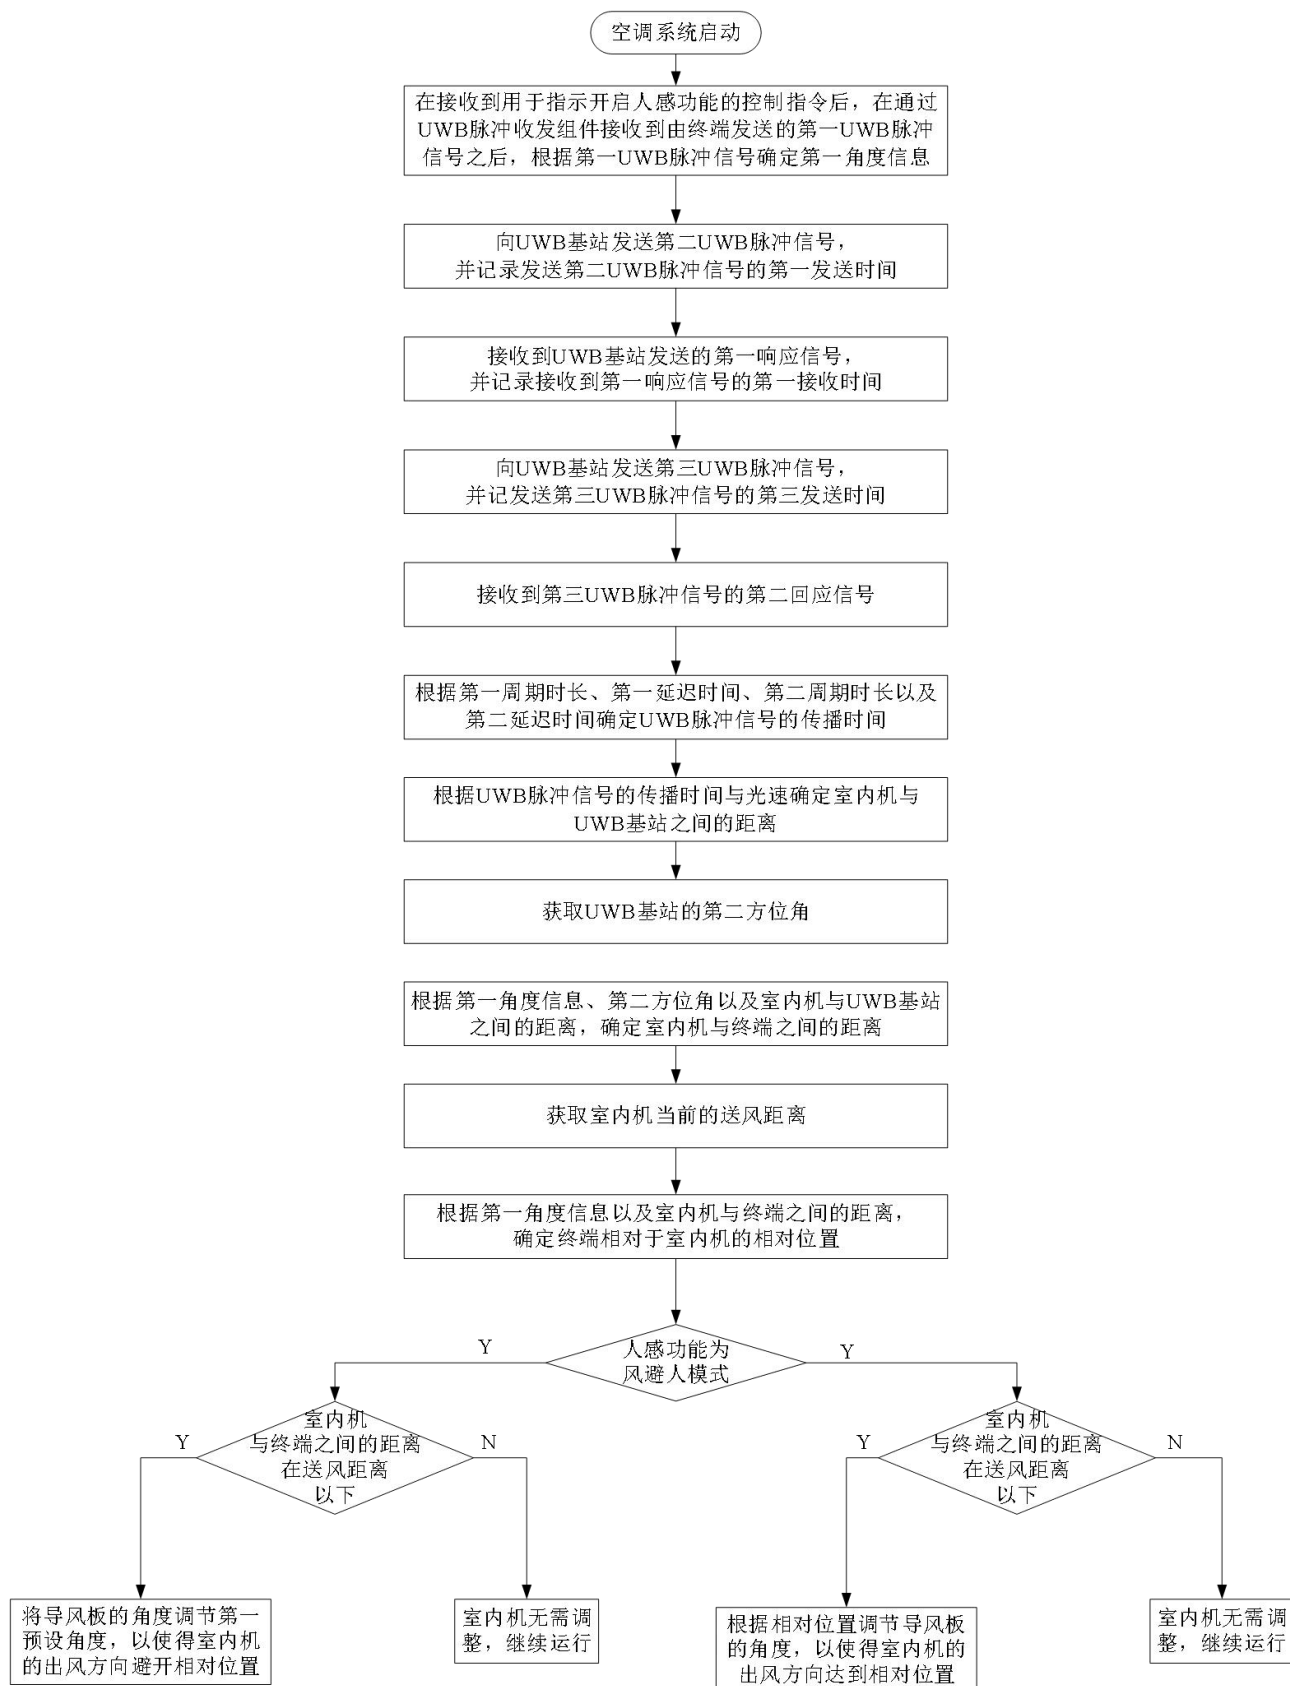 空调系统启动
在接收到用于指示开启人感功能的控制指令后，在通过
UWB脉冲收发组件接收到由终端发送的第一UWB脉冲
信号之后，根据第一UWB脉冲信号确定第一角度信息
向UWB基站发送第二UWB脉冲信号，
并记录发送第二UWB脉冲信号的第一发送时间
接收到UWB基站发送的第一响应信号，
并记录接收到第一响应信号的第一接收时间
向UWB基站发送第三UWB脉冲信号，
并记发送第三UWB脉冲信号的第三发送时间
接收到第三UWB脉冲信号的第二回应信号
根据第一周期时长、第一延迟时间、第二周期时长以及
第二延迟时间确定UWB脉冲信号的传播时间
根据UWB脉冲信号的传播时间与光速确定室内机与
UWB基站之间的距离
获取UWB基站的第二方位角
根据第一角度信息、第二方位角以及室内机与UWB基站
之间的距离，确定室内机与终端之间的距离
获取室内机当前的送风距离
根据第一角度信息以及室内机与终端之间的距离，
确定终端相对于室内机的相对位置
人感功能为
风避人模式
Y
Y
室内机
与终端之间的距离
在送风距离
以下
Y
N
室内机
与终端之间的距离
在送风距离
以下
Y
N
将导风板的角度调节第一
预设角度，以使得室内机
的出风方向避开相对位置
室内机无需调
整，继续运行
根据相对位置调节导风板
的角度，以使得室内机的
出风方向达到相对位置
室内机无需调
整，继续运行